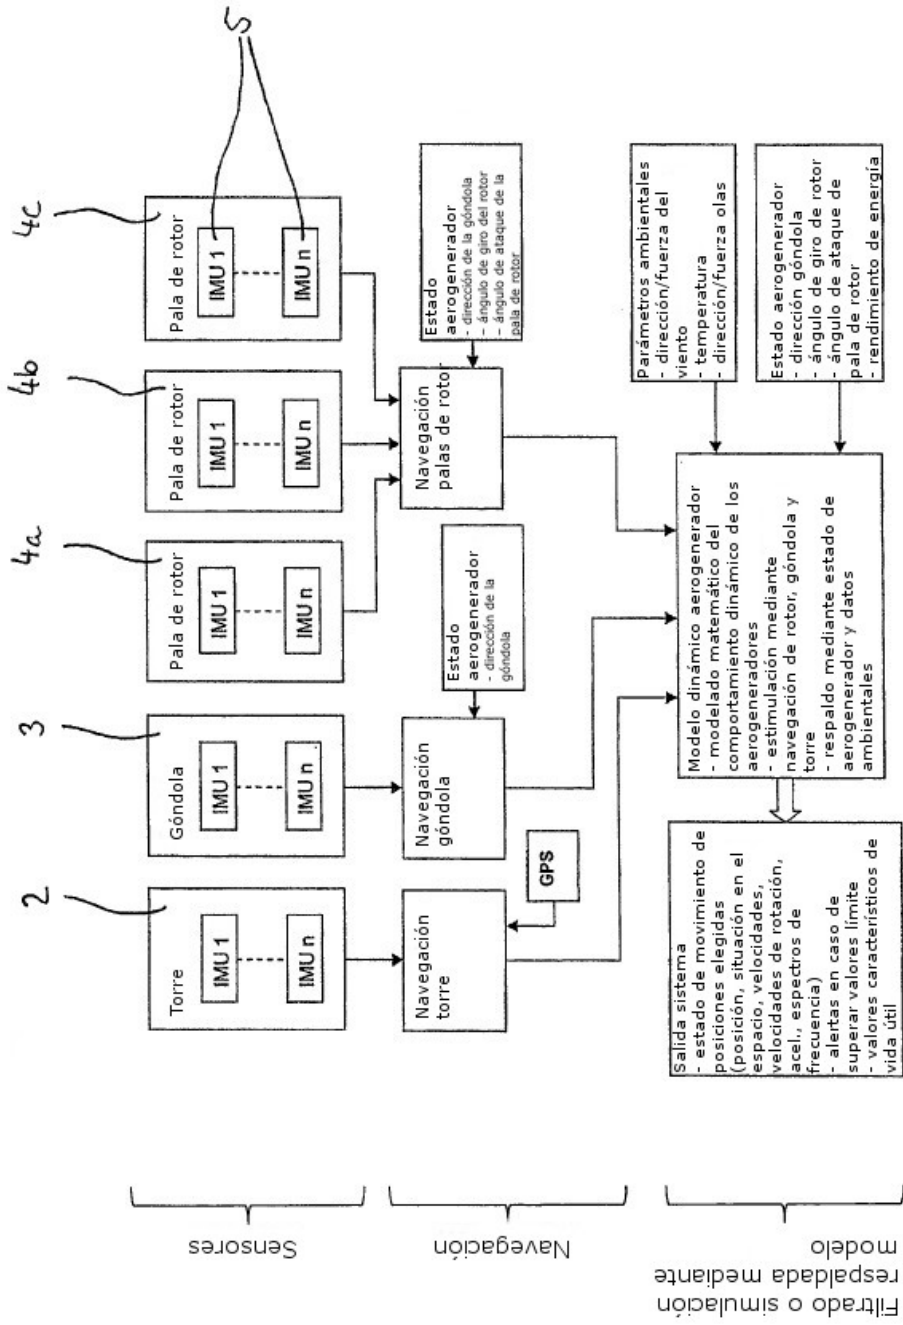 2
3
4a
4b
4c
5
Torre
IMU 1
IMU n
Góndola
IMU 1
IMU n
Pala de rotor
IMU 1
IMU n
Pala de rotor
IMU 1
IMU n
Pala de rotor
IMU 1
IMU n
Sensores
Navegación
torre
GPS
Navegación
góndola
Estado
aerogenerador
- dirección de la
góndola
Navegación
palas de rotor
Estado
aerogenerador
- dirección de la góndola
- ángulo de giro del rotor
- ángulo de ataque de la
pala de rotor
Navegación
Salida sistema
- estado de movimiento de
posiciones elegidas
(posición, situación en el
espacio, velocidades,
velocidades de rotación,
acel., espectros de
frecuencia)
- alertas en caso de
superar valores límite
- valores característicos de
vida útil
Modelo dinámico aerogenerador
- modelado matemático del
comportamiento dinámico de los
aerogeneradores
- estimulación mediante
navegación de rotor, góndola y
torre
- respaldo mediante estado de
aerogenerador y datos
ambientales
Parámetros ambientales
- dirección/fuerza del
viento
- temperatura
- dirección/fuerza olas
Estado aerogenerador
- dirección góndola
- ángulo de giro de rotor
- ángulo de ataque de
pala de rotor
- rendimiento de energía
Filtrado o simulación
respaldada mediante
modelo